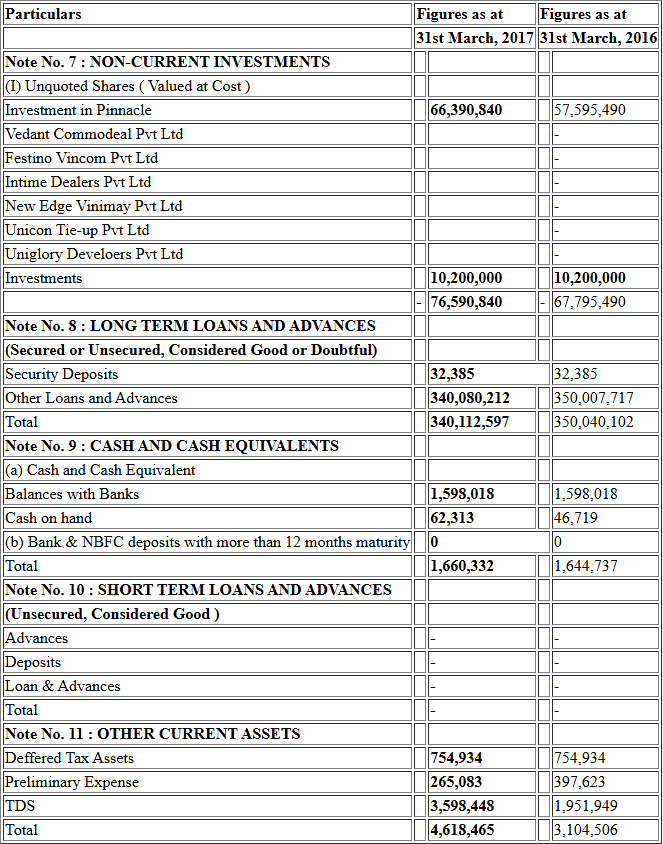 Particulars Figures as at Figures as at
31st March, 2017 31st March, 2016
Note No. 7 : NON-CURRENT INVESTMENTS
(I) Unquoted Shares ( Valued at Cost )
Investment in Pinnacle 66,390,840 57,595,490
Vedant Commodeal Pvt Ltd -
Festino Vincom Pvt Ltd -
Intime Dealers Pvt Ltd -
New Edge Vinimay Pvt Ltd -
Unicon Tie-up Pvt Ltd -
Uniglory Develoers Pvt Ltd -
Investments 10,200,000 10,200,000
- 76,590,840 - 67,795,490
Note No. 8 : LONG TERM LOANS AND ADVANCES
(Secured or Unsecured, Considered Good or Doubtful)
Security Deposits 32,385 32,385
Other Loans and Advances 340,080,212 350,007,717
Total 340,112,597 350,040,102
Note No. 9 : CASH AND CASH EQUIVALENTS
(a) Cash and Cash Equivalent
Balances with Banks 1,598,018 1,598,018
Cash on hand 62,313 46,719
(b) Bank & NBFC deposits with more than 12 months maturity 0 0
Total 1,660,332 1,644,737
Note No. 10 : SHORT TERM LOANS AND ADVANCES
(Unsecured, Considered Good )
Advances - -
Deposits - -
Loan & Advances - -
Total - -
Note No. 11 : OTHER CURRENT ASSETS
Deffered Tax Assets 754,934 754,934
Preliminary Expense 265,083 397,623
TDS 3,598,448 1,951,949
Total 4,618,465 3,104,506